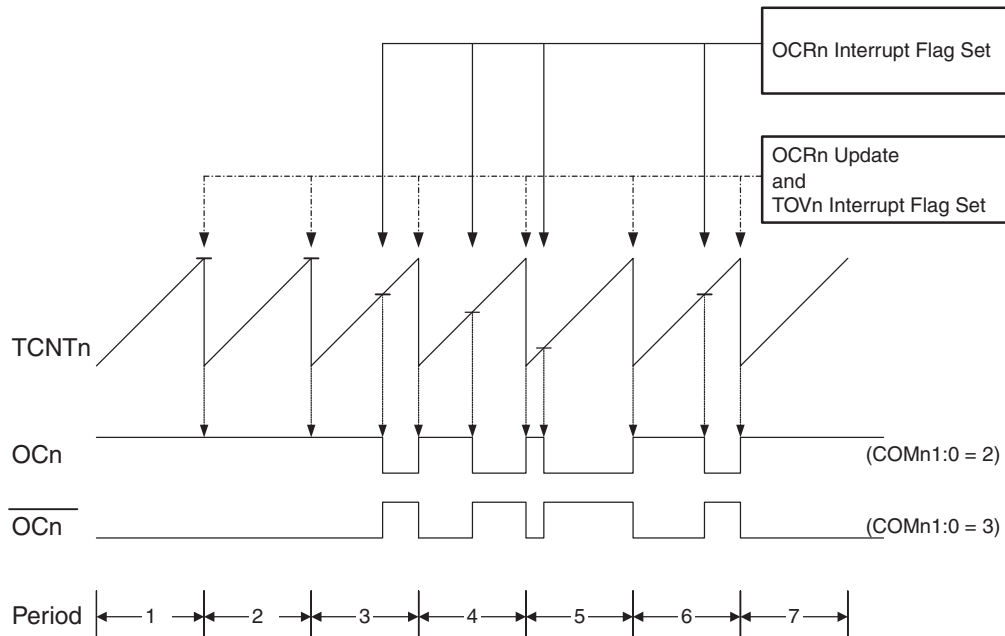 OCRn Interrupt Flag Set
OCRn Update
and
TOVn Interrupt Flag Set
TCNTn
OCn
(COMn1:0 = 2)
OCn
(COMn1:0 = 3)
Period
1
2
3
4
5
6
7